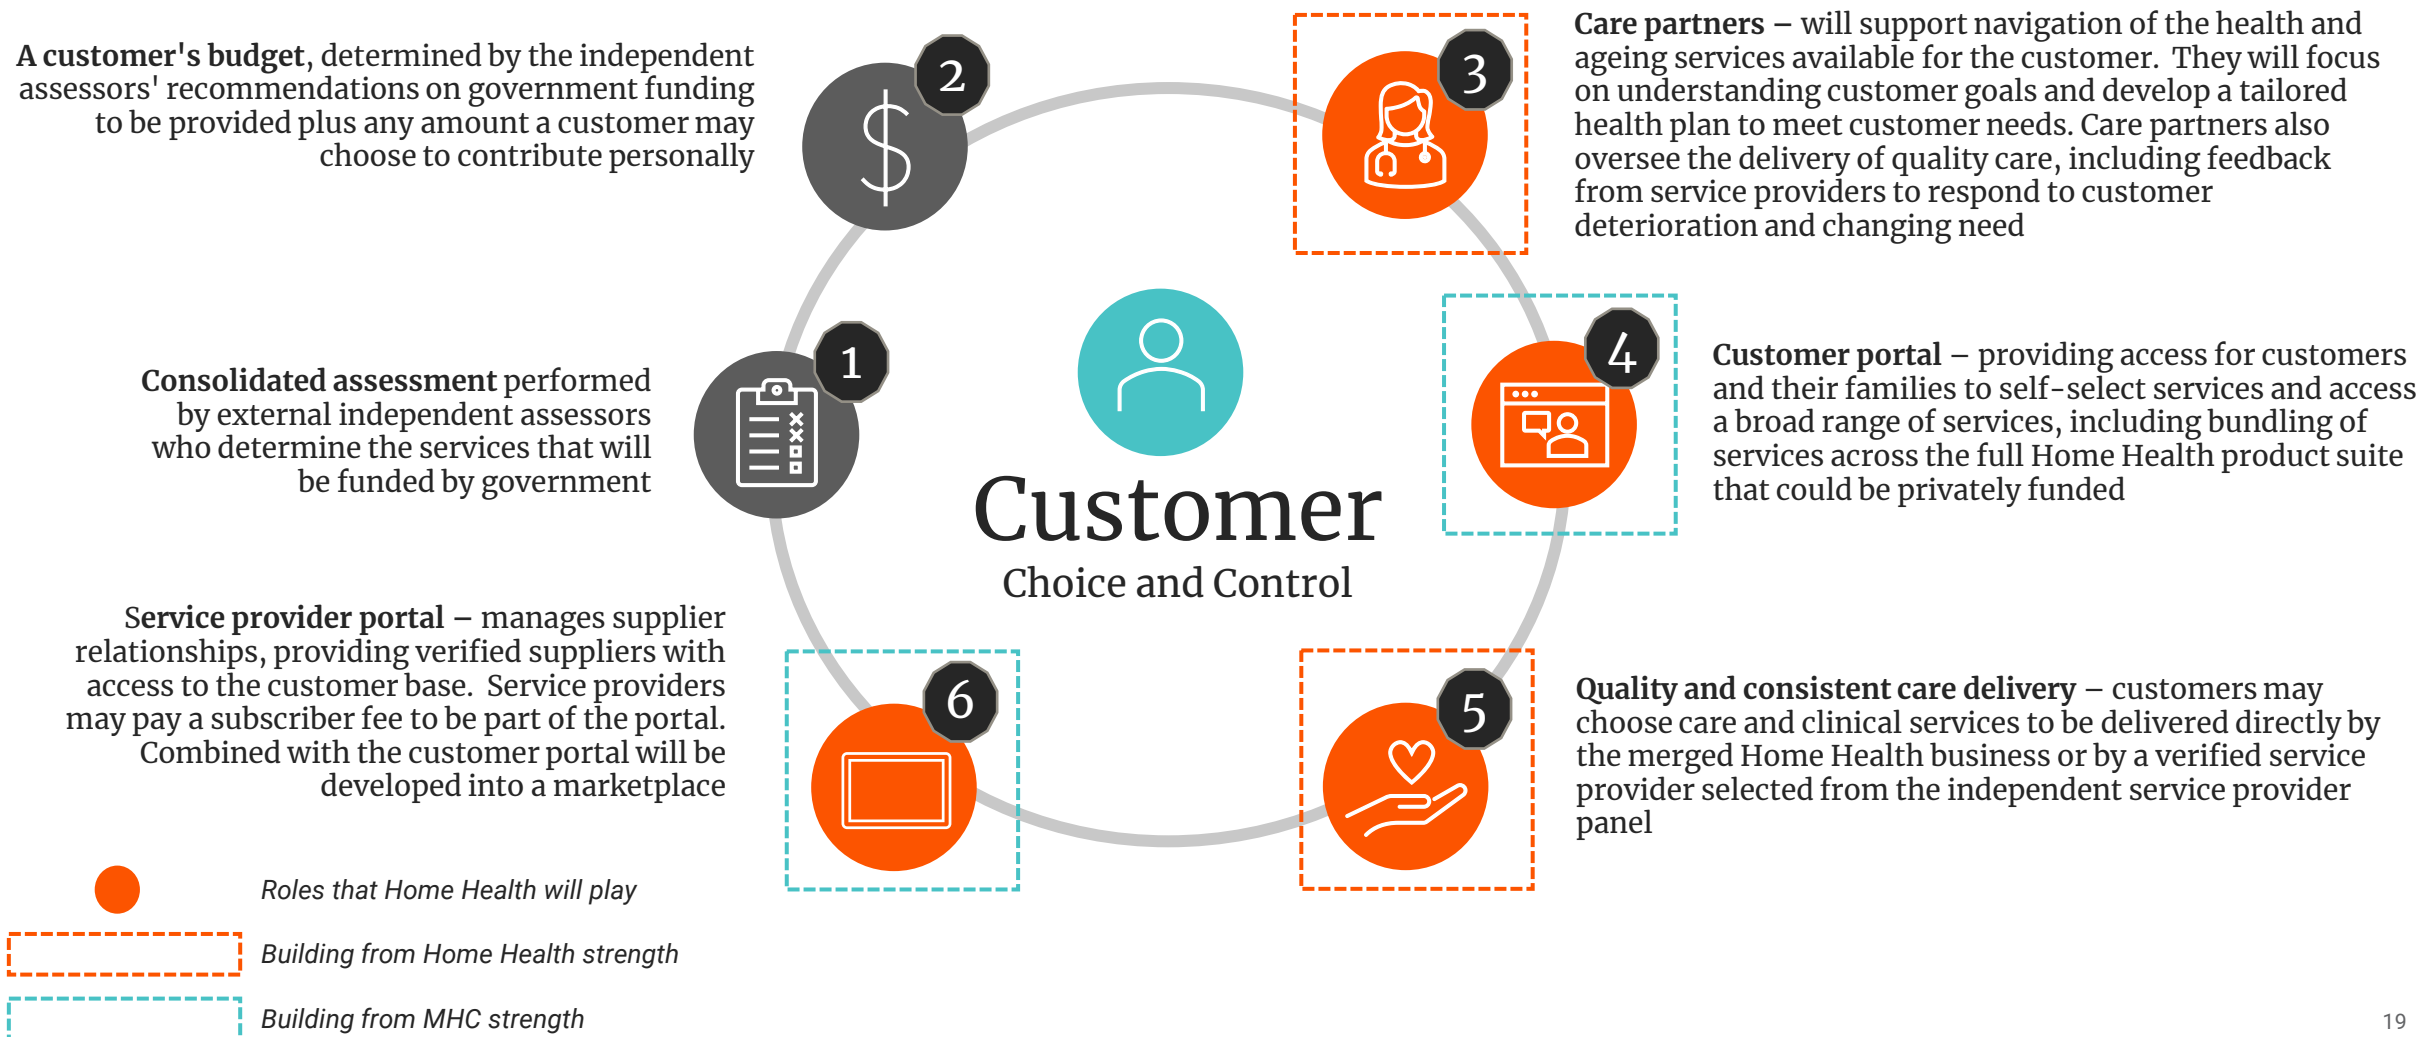 1
Consolidated assessment performed
by external independent assessors
who determine the services that will
be funded by government
2
A customer's budget, determined by the independent
assessors' recommendations on government funding
to be provided plus any amount a customer may
choose to contribute personally
3
Care partners – will support navigation of the health and
ageing services available for the customer.  They will focus
on understanding customer goals and develop a tailored
health plan to meet customer needs. Care partners also
oversee the delivery of quality care, including feedback
from service providers to respond to customer
deterioration and changing need
4
Customer portal – providing access for customers
and their families to self-select services and access
a broad range of services, including bundling of
services across the full Home Health product suite
that could be privately funded
5
Quality and consistent care delivery – customers may
choose care and clinical services to be delivered directly by
the merged Home Health business or by a verified service
provider selected from the independent service provider
panel
6
Service provider portal – manages supplier
relationships, providing verified suppliers with
access to the customer base.  Service providers
may pay a subscriber fee to be part of the portal.
Combined with the customer portal will be
developed into a marketplace
Customer
Choice and Control
Roles that Home Health will play
Building from Home Health strength
Building from MHC strength
19